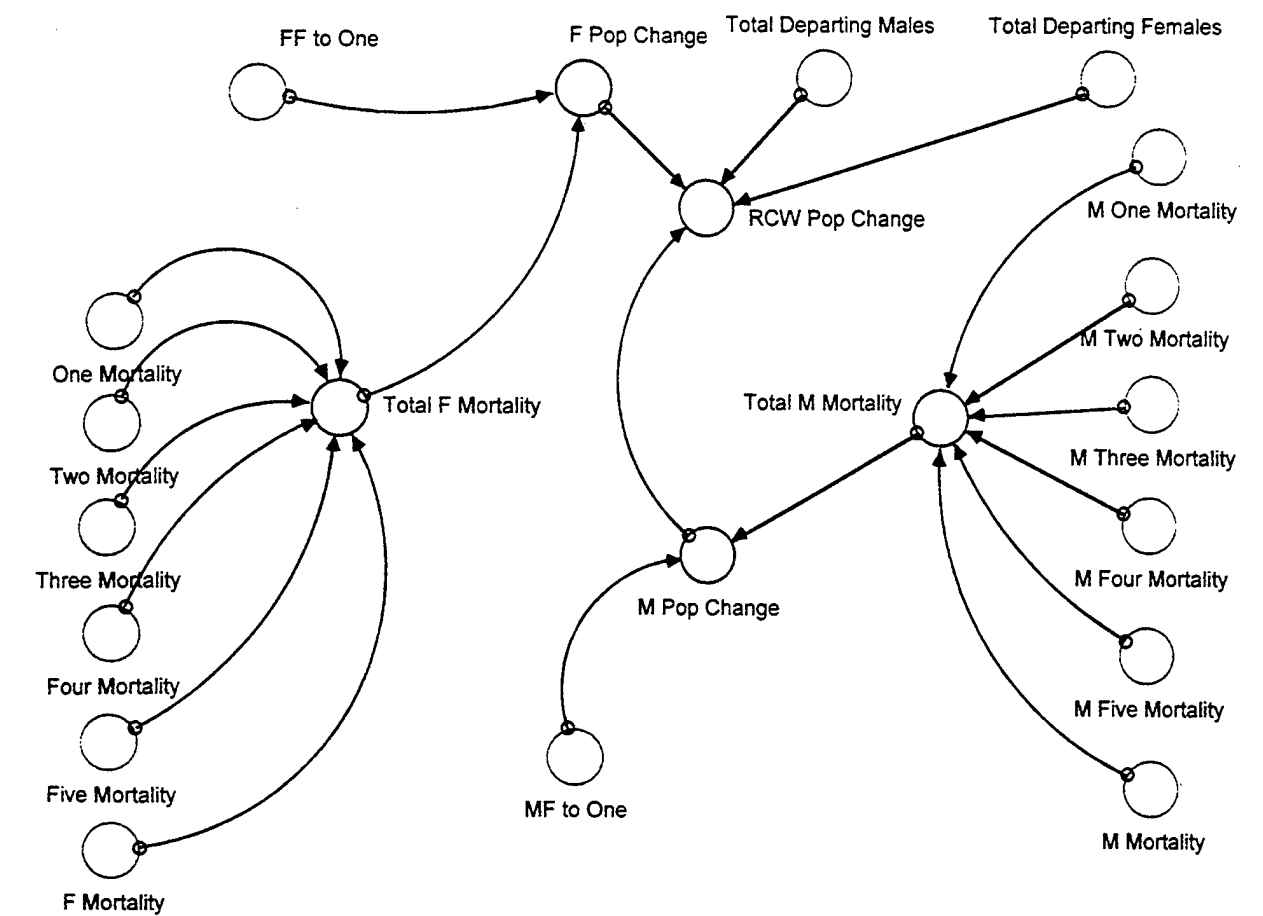 FF to One
F Pop Change
Total Departing Males
Total Departing Females
M One Mortality
RCW Pop Change
M Two Mortality
One Mortality
Total F Mortality
Total M Mortality
M Three Mortality
Two Mortality
Three Mortality
M Four Mortality
M Pop Change
Four Mortality
M Five Mortality
Five Mortality
MF to One
M Mortality
F Mortality